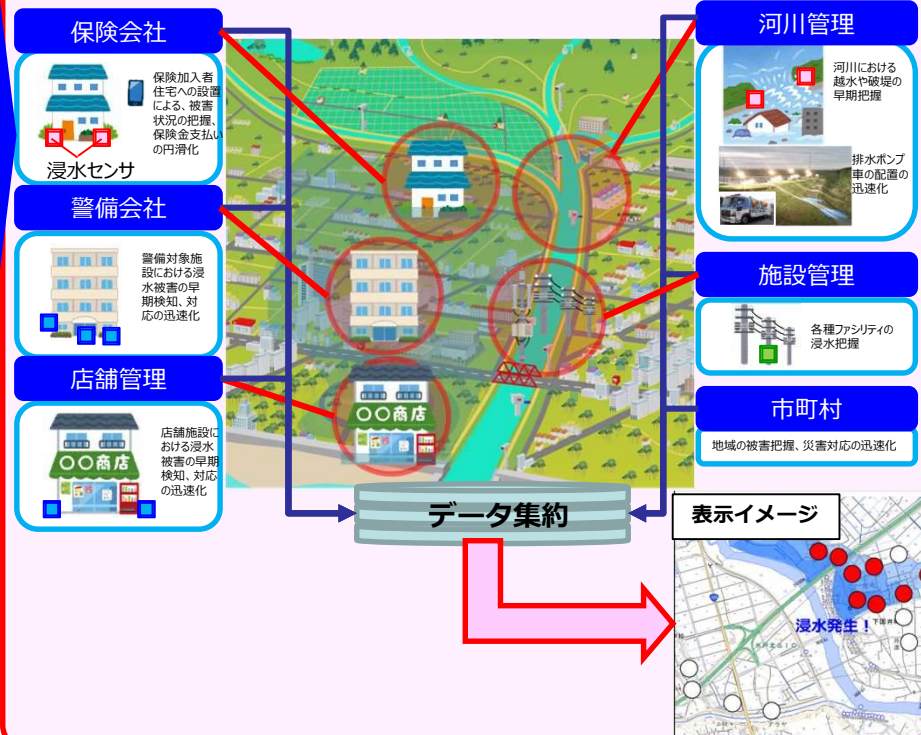 保険会社
保険加入者
住宅への設置
による、被害
状況の把握、
保険金支払い
の円滑化
浸水センサ
警備会社
警備対象施
設における浸
水被害の早
期検知、対
応の迅速化
店舗管理
〇〇商店
店舗施設に
おける浸水
被害の早期
検知、対応
の迅速化
〇〇商店
河川管理
河川における
越水や破堤の
早期把握
排水ポンプ
車の配置の
迅速化
施設管理
各種ファシリティの
浸水把握
市町村
地域の被害把握、災害対応の迅速化
データ集約
表示イメージ
浸水発生！